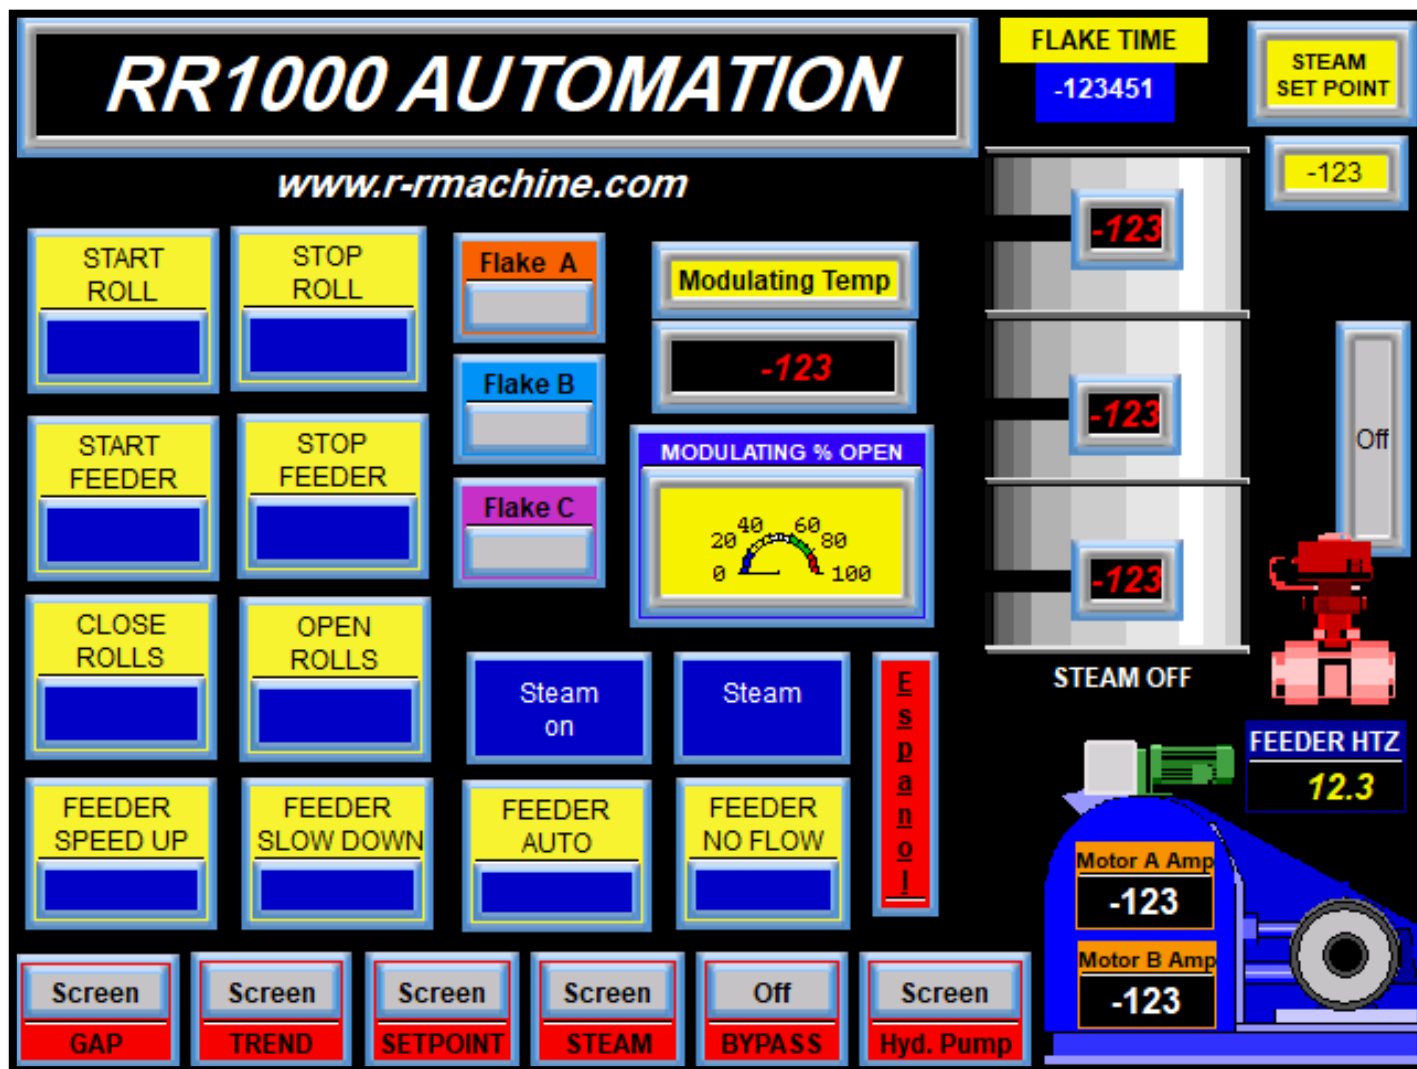 RR1000 AUTOMATION
www.r-rmachine.com
FLAKE TIME
-123451
STEAM
SET POINT
-123
START
ROLL
STOP
ROLL
Flake A
Flake B
Flake C
START
FEEDER
STOP
FEEDER
CLOSE
ROLLS
OPEN
ROLLS
FEEDER
SPEED UP
FEEDER
SLOW DOWN
Modulating Temp
-123
MODULATING % OPEN
0
20
40
60
80
100
Steam
on
Steam
FEEDER
AUTO
FEEDER
NO FLOW
Espanol
-123
-123
-123
STEAM OFF
Off
FEEDER HTZ
12.3
Motor A Amp
-123
Motor B Amp
-123
Screen
GAP
Screen
TREND
Screen
SETPOINT
Screen
STEAM
Off
BYPASS
Screen
Hyd. Pump